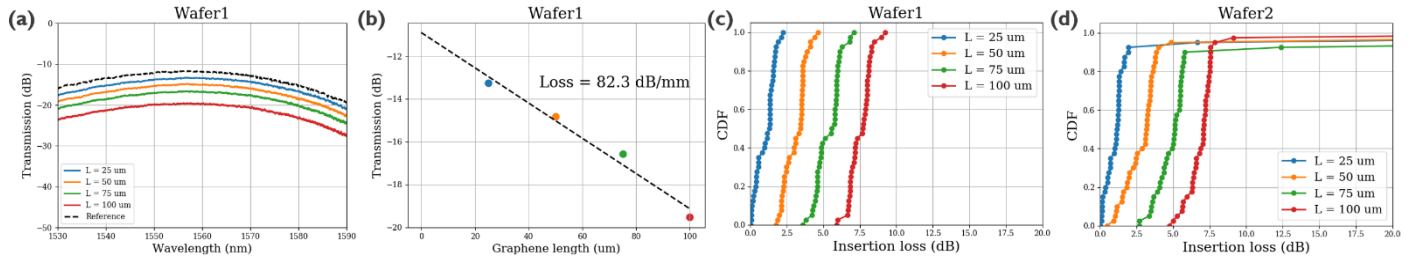 (a)
Wafer1
Transmission (dB)
0
−10
−20
−30
−40
−50
L = 25 um
L = 50 um
L = 75 um
L = 100 um
Reference
1530
1540
1550
1560
1570
1580
1590
Wavelength (nm)
(b)
Wafer1
Transmission (dB)
−12
−14
−16
−18
−20
Loss = 82.3 dB/mm
0
20
40
60
80
100
Graphene length (um)
(c)
Wafer1
CDF
1.0
0.8
0.6
0.4
0.2
0.0
L = 25 um
L = 50 um
L = 75 um
L = 100 um
0.0
2.5
5.0
7.5
10.0
12.5
15.0
17.5
20.0
Insertion loss (dB)
(d)
Wafer2
CDF
1.0
0.8
0.6
0.4
0.2
0.0
L = 25 um
L = 50 um
L = 75 um
L = 100 um
0.0
2.5
5.0
7.5
10.0
12.5
15.0
17.5
20.0
Insertion loss (dB)